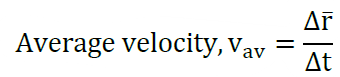 Average velocity, v_av = Δr̄/Δt